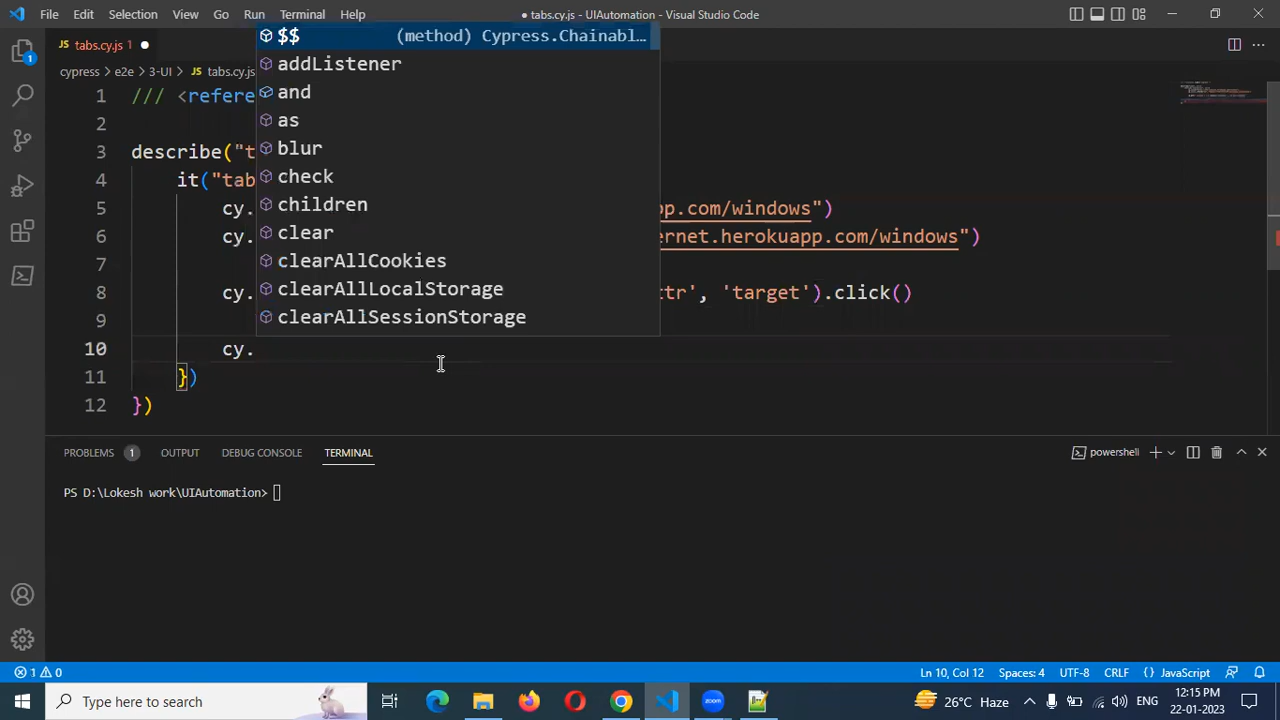 File Edit Selection View Go Run Terminal Help
● tabs.cy.js - UIAutomation - Visual Studio Code
tabs.cy.js 1
cypress > e2e > 3-UI > tabs.cy.js
1 /// <refere
2
3 describe("t
4 it("tab
5 cy. pp.com/windows")
6 cy. ernet.herokuapp.com/windows")
7
8 cy. ttr', 'target').click()
9
10 cy.
11 })
12 })
$$ (method) Cypress.Chainabl…
addListener
and
as
blur
check
children
clear
clearAllCookies
clearAllLocalStorage
clearAllSessionStorage
PROBLEMS 1 OUTPUT DEBUG CONSOLE TERMINAL
powershell
PS D:\Lokesh work\UIAutomation>
1
1 0
Ln 10, Col 12 Spaces: 4 UTF-8 CRLF {} JavaScript
Type here to search
zoom
26°C Haze
ENG
12:15 PM
22-01-2023